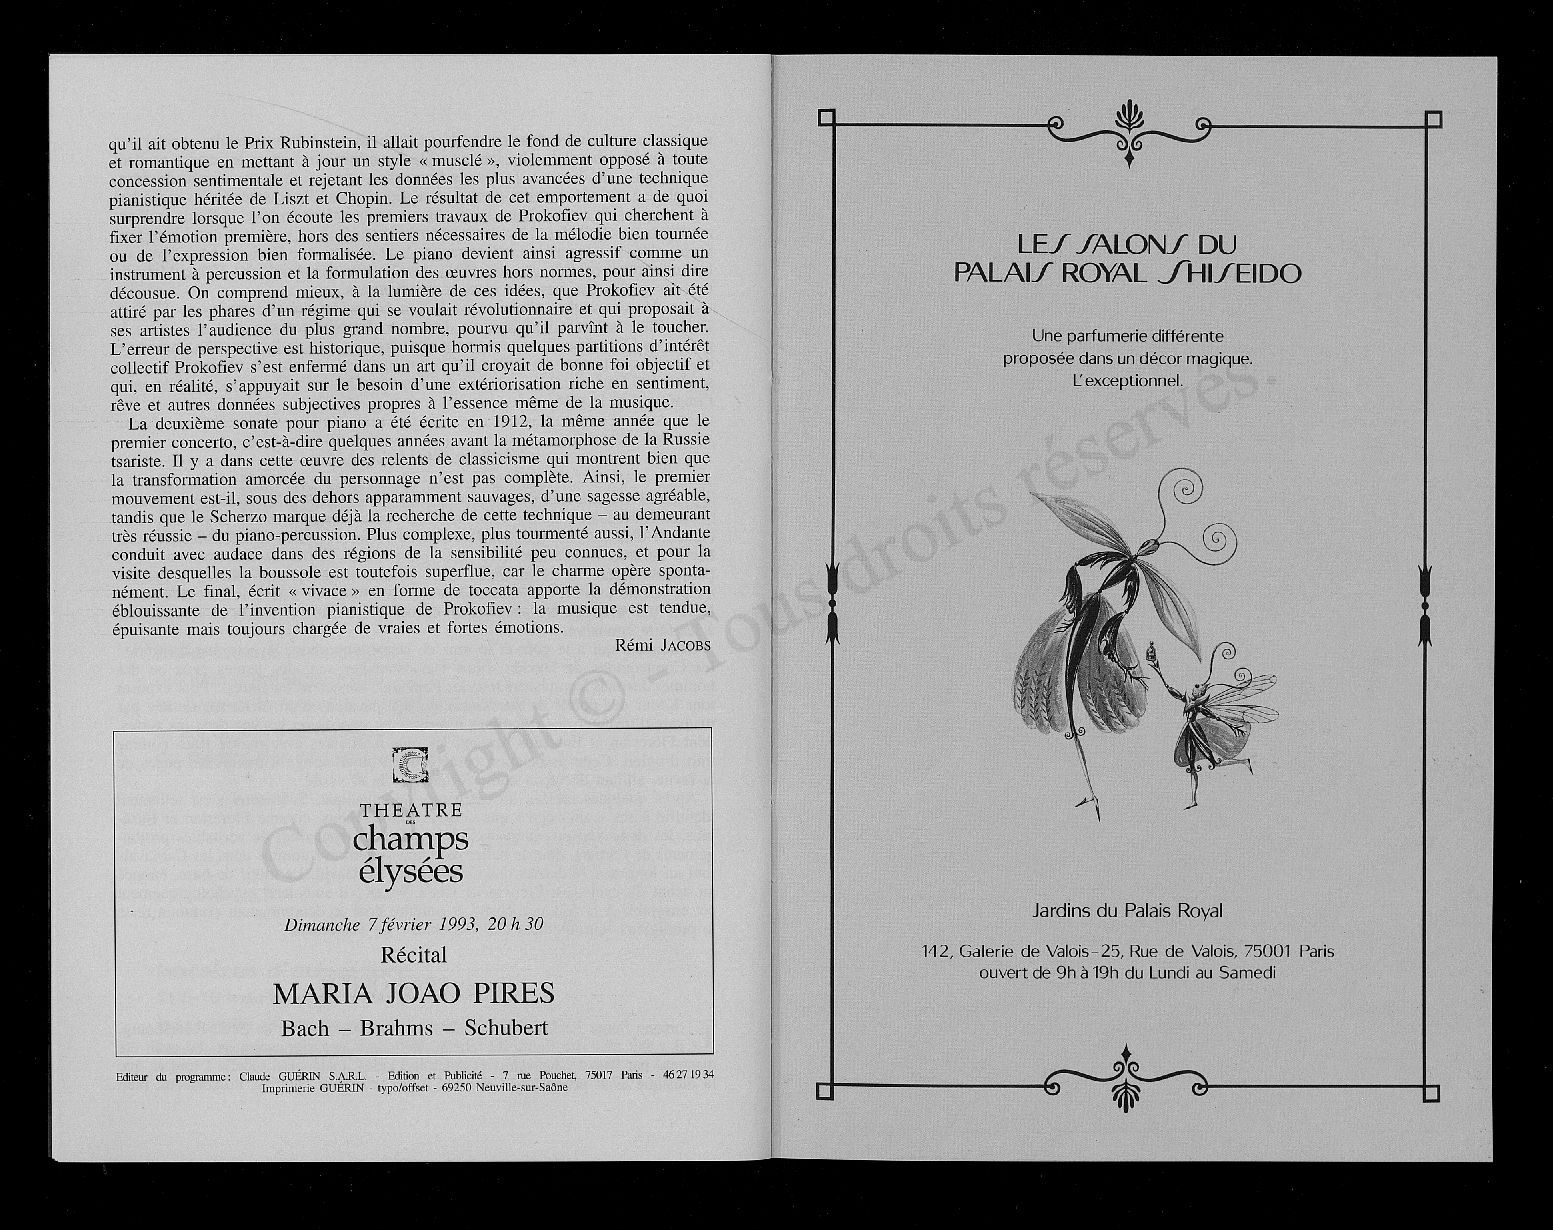 qu'il ait obtenu le Prix Rubinstein, il allait pourfendre le fond de culture classique
et romantique en mettant à jour un style « musclé », violemment opposé à toute
concession sentimentale et rejetant les données les plus avancées d'une technique
pianistique héritée de Liszt et Chopin. Le résultat de cet emportement a de quoi
surprendre lorsque l'on écoute les premiers travaux de Prokofiev qui cherchent à
fixer l'émotion première, hors des sentiers nécessaires de la mélodie bien tournée
ou de l'expression bien formalisée. Le piano devient ainsi agressif comme un
instrument à percussion et la formulation des œuvres hors normes, pour ainsi dire
décousue. On comprend mieux, à la lumière de ces idées, que Prokofiev ait été
attiré par les phares d'un régime qui se voulait révolutionnaire et qui proposait à
ses artistes l'audience du plus grand nombre, pourvu qu'il parvînt à le toucher.
L'erreur de perspective est historique, puisque hormis quelques partitions d'intérêt
collectif Prokofiev s'est enfermé dans un art qu'il croyait de bonne foi objectif et
qui, en réalité, s'appuyait sur le besoin d'une extériorisation riche en sentiment,
rêve et autres données subjectives propres à l'essence même de la musique.
La deuxième sonate pour piano a été écrite en 1912, la même année que le
premier concerto, c'est-à-dire quelques années avant la métamorphose de la Russie
tsariste. Il y a dans cette œuvre des relents de classicisme qui montrent bien que
la transformation amorcée du personnage n'est pas complète. Ainsi, le premier
mouvement est-il, sous des dehors apparamment sauvages, d'une sagesse agréable,
tandis que le Scherzo marque déjà la recherche de cette technique – au demeurant
très réussie – du piano-percussion. Plus complexe, plus tourmenté aussi, l'Andante
conduit avec audace dans des régions de la sensibilité peu connues, et pour la
visite desquelles la boussole est toutefois superflue, car le charme opère sponta-
nément. Le final, écrit « vivace » en forme de toccata apporte la démonstration
éblouissante de l'invention pianistique de Prokofiev : la musique est tendue,
épuisante mais toujours chargée de vraies et fortes émotions.
Rémi JACOBS
THEATRE
DES
champs
élysées
Dimanche 7 février 1993, 20 h 30
Récital
MARIA JOAO PIRES
Bach – Brahms – Schubert
Editeur du programme : Claude GUÉRIN S.A.R.L. - Edition et Publicité - 7 rue Pouchet, 75017 Paris - 46 27 19 34
Imprimerie GUÉRIN - typo/offset - 69250 Neuville-sur-Saône
LES SALONS DU
PALAIS ROYAL SHISEIDO
Une parfumerie différente
proposée dans un décor magique.
L'exceptionnel.
Jardins du Palais Royal
142, Galerie de Valois - 25, Rue de Valois, 75001 Paris
ouvert de 9h à 19h du Lundi au Samedi
Copyright © - Tous droits réservés.